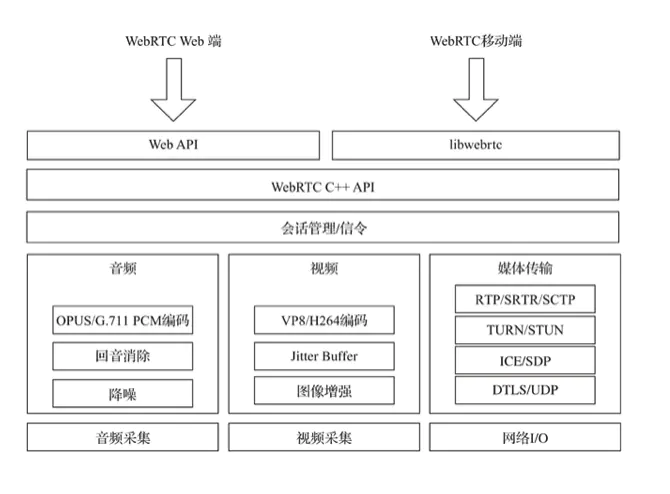 WebRTC Web 端
WebRTC移动端
Web API
libwebrtc
WebRTC C++ API
会话管理/信令
音频
OPUS/G.711 PCM编码
回音消除
降噪
视频
VP8/H264编码
Jitter Buffer
图像增强
媒体传输
RTP/SRTR/SCTP
TURN/STUN
ICE/SDP
DTLS/UDP
音频采集
视频采集
网络I/O